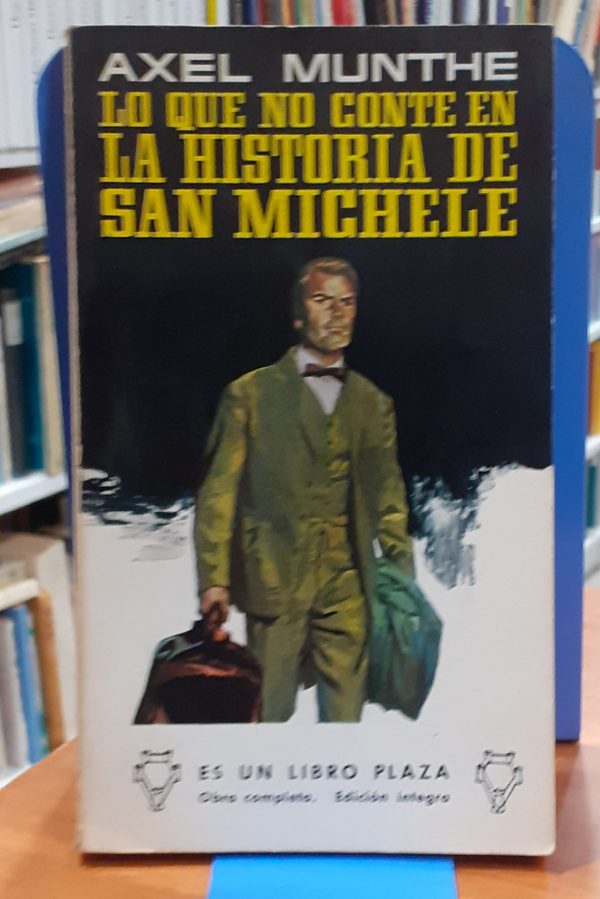 AXEL MUNTHE
LO QUE NO CONTE EN
LA HISTORIA DE
SAN MICHELE
ES UN LIBRO PLAZA
Obra completa. Edición íntegra